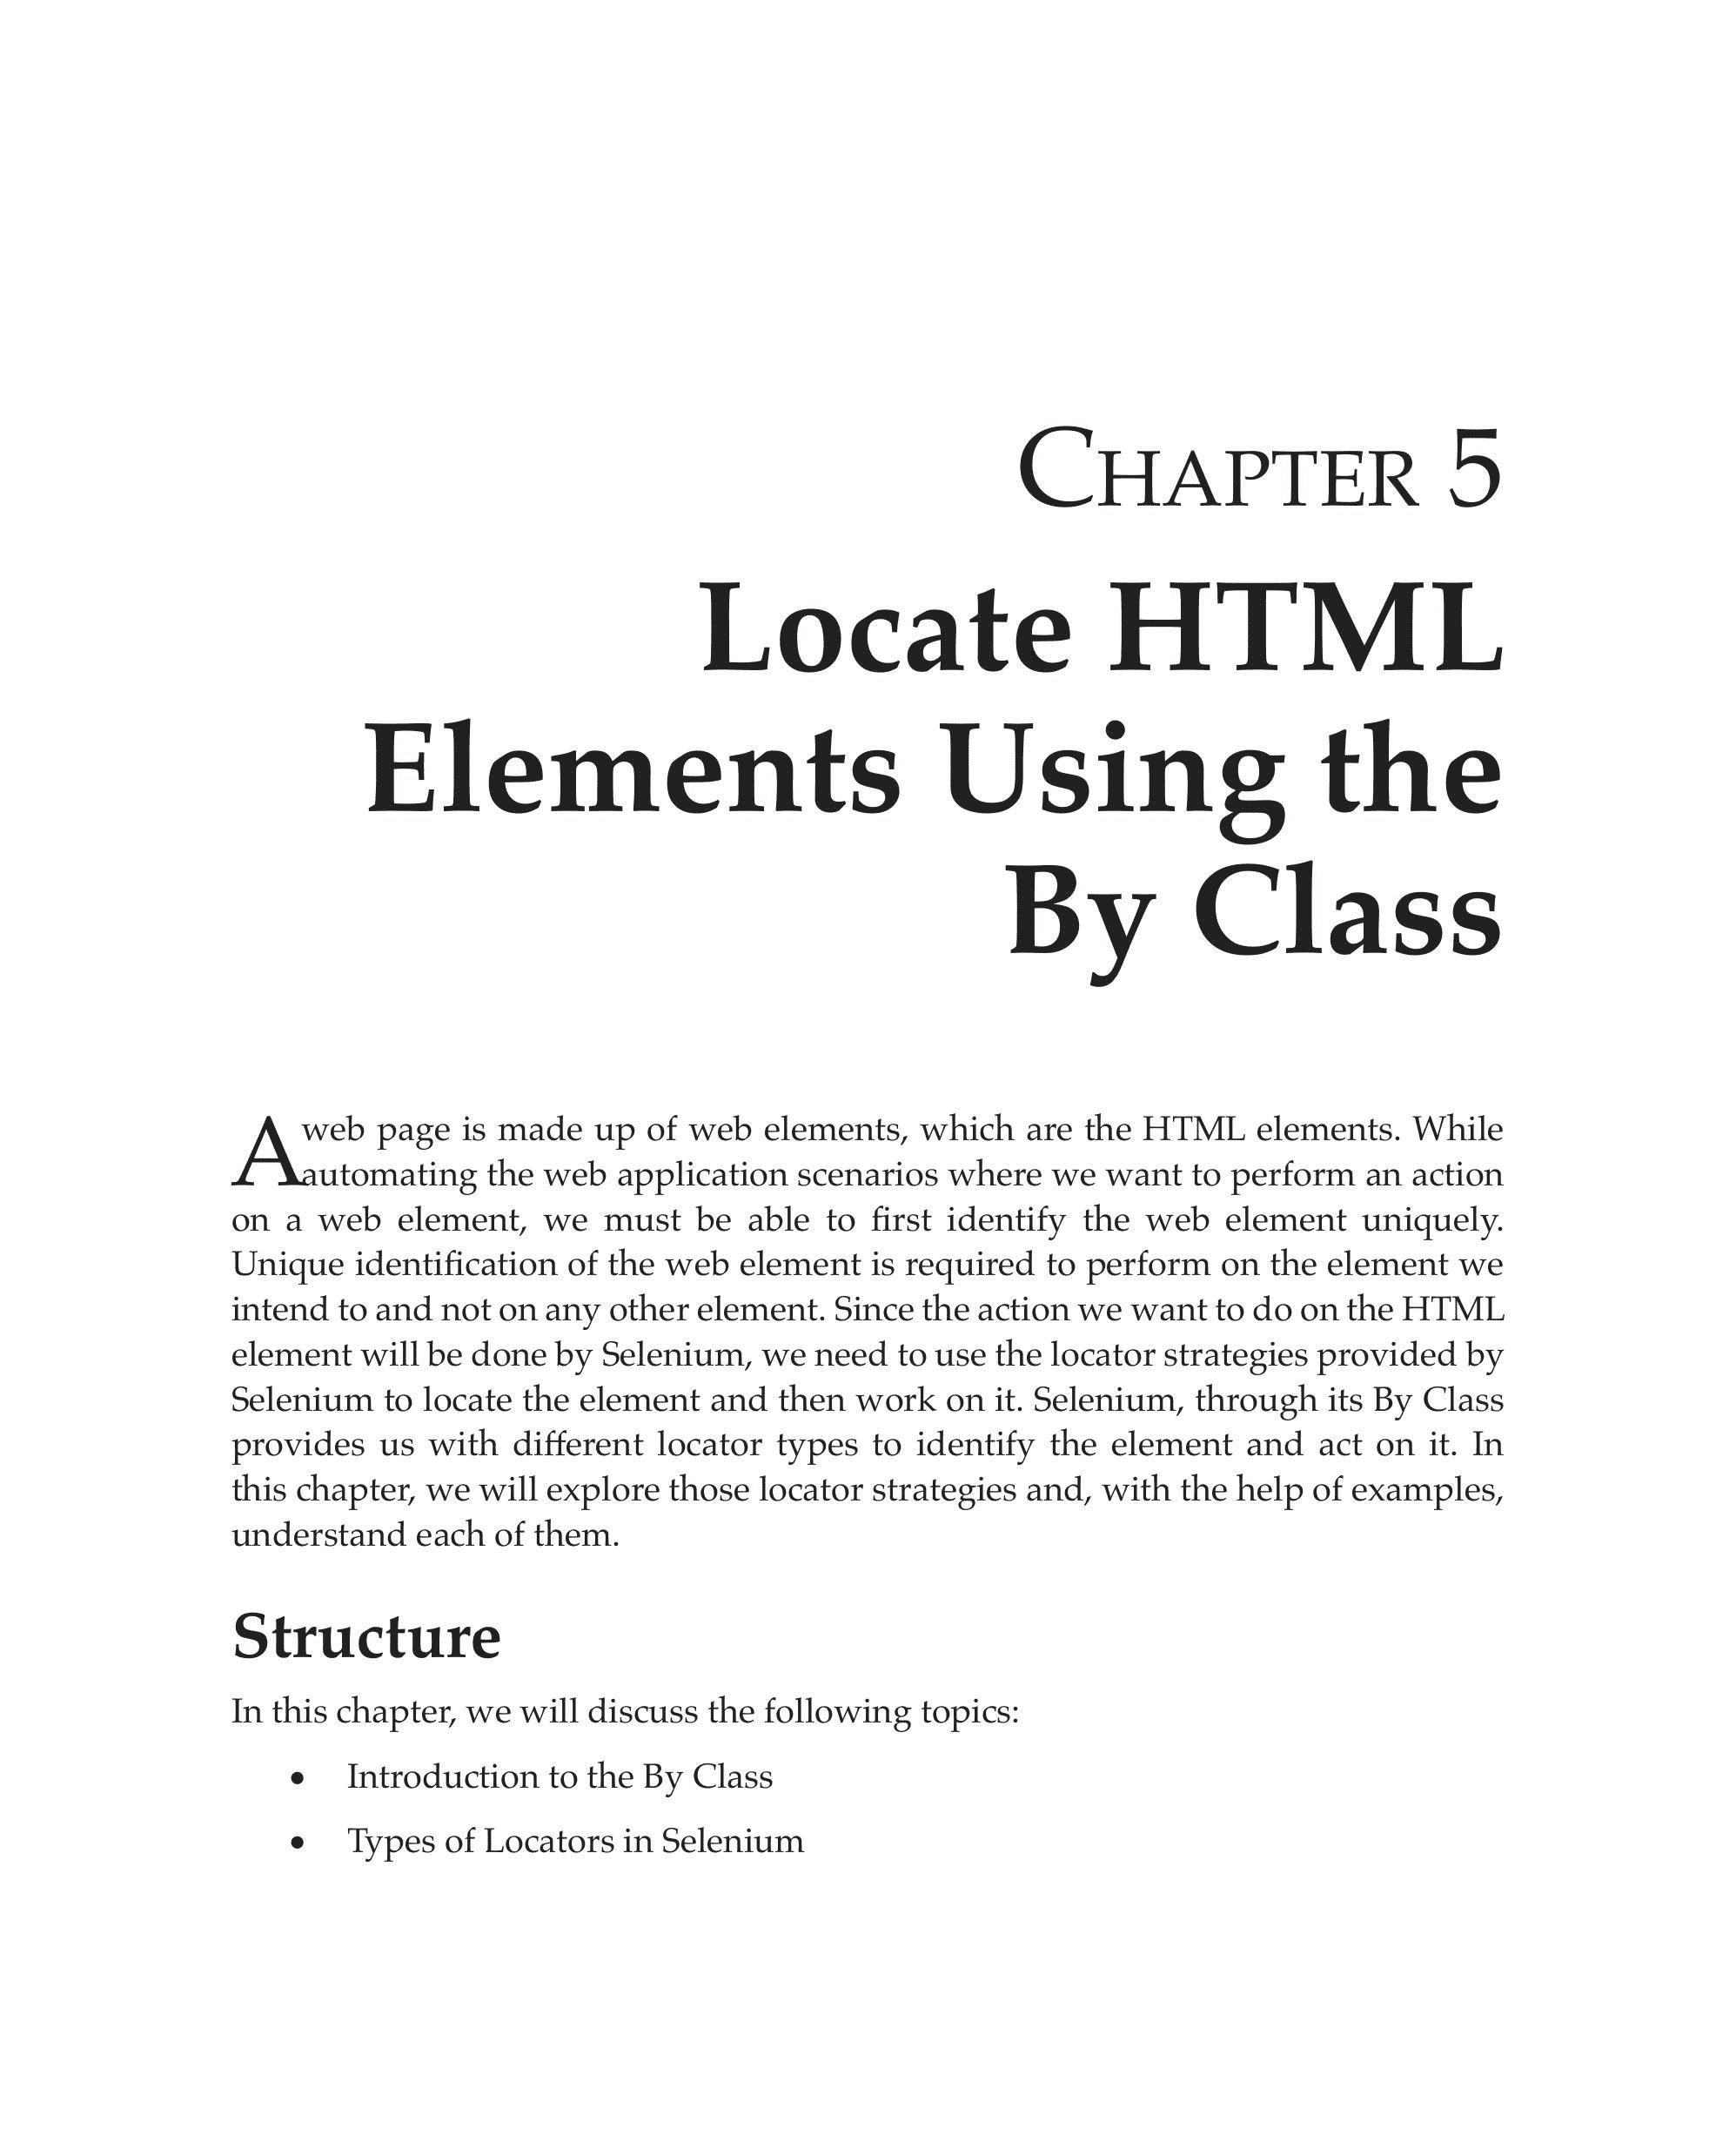 CHAPTER 5
Locate HTML
Elements Using the
By Class
A web page is made up of web elements, which are the HTML elements. While
automating the web application scenarios where we want to perform an action
on a web element, we must be able to first identify the web element uniquely.
Unique identification of the web element is required to perform on the element we
intend to and not on any other element. Since the action we want to do on the HTML
element will be done by Selenium, we need to use the locator strategies provided by
Selenium to locate the element and then work on it. Selenium, through its By Class
provides us with different locator types to identify the element and act on it. In
this chapter, we will explore those locator strategies and, with the help of examples,
understand each of them.
Structure
In this chapter, we will discuss the following topics:
• Introduction to the By Class
• Types of Locators in Selenium